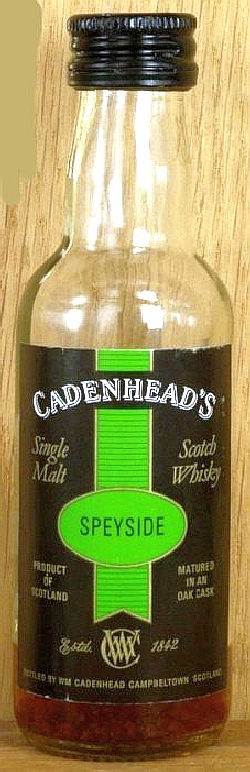 CADENHEAD'S
Single Malt
Scotch Whisky
SPEYSIDE
PRODUCT
OF
SCOTLAND
MATURED
IN AN
OAK CASK
Estd. WMC 1842
BOTTLED BY WM CADENHEAD CAMPBELTOWN SCOTLAND